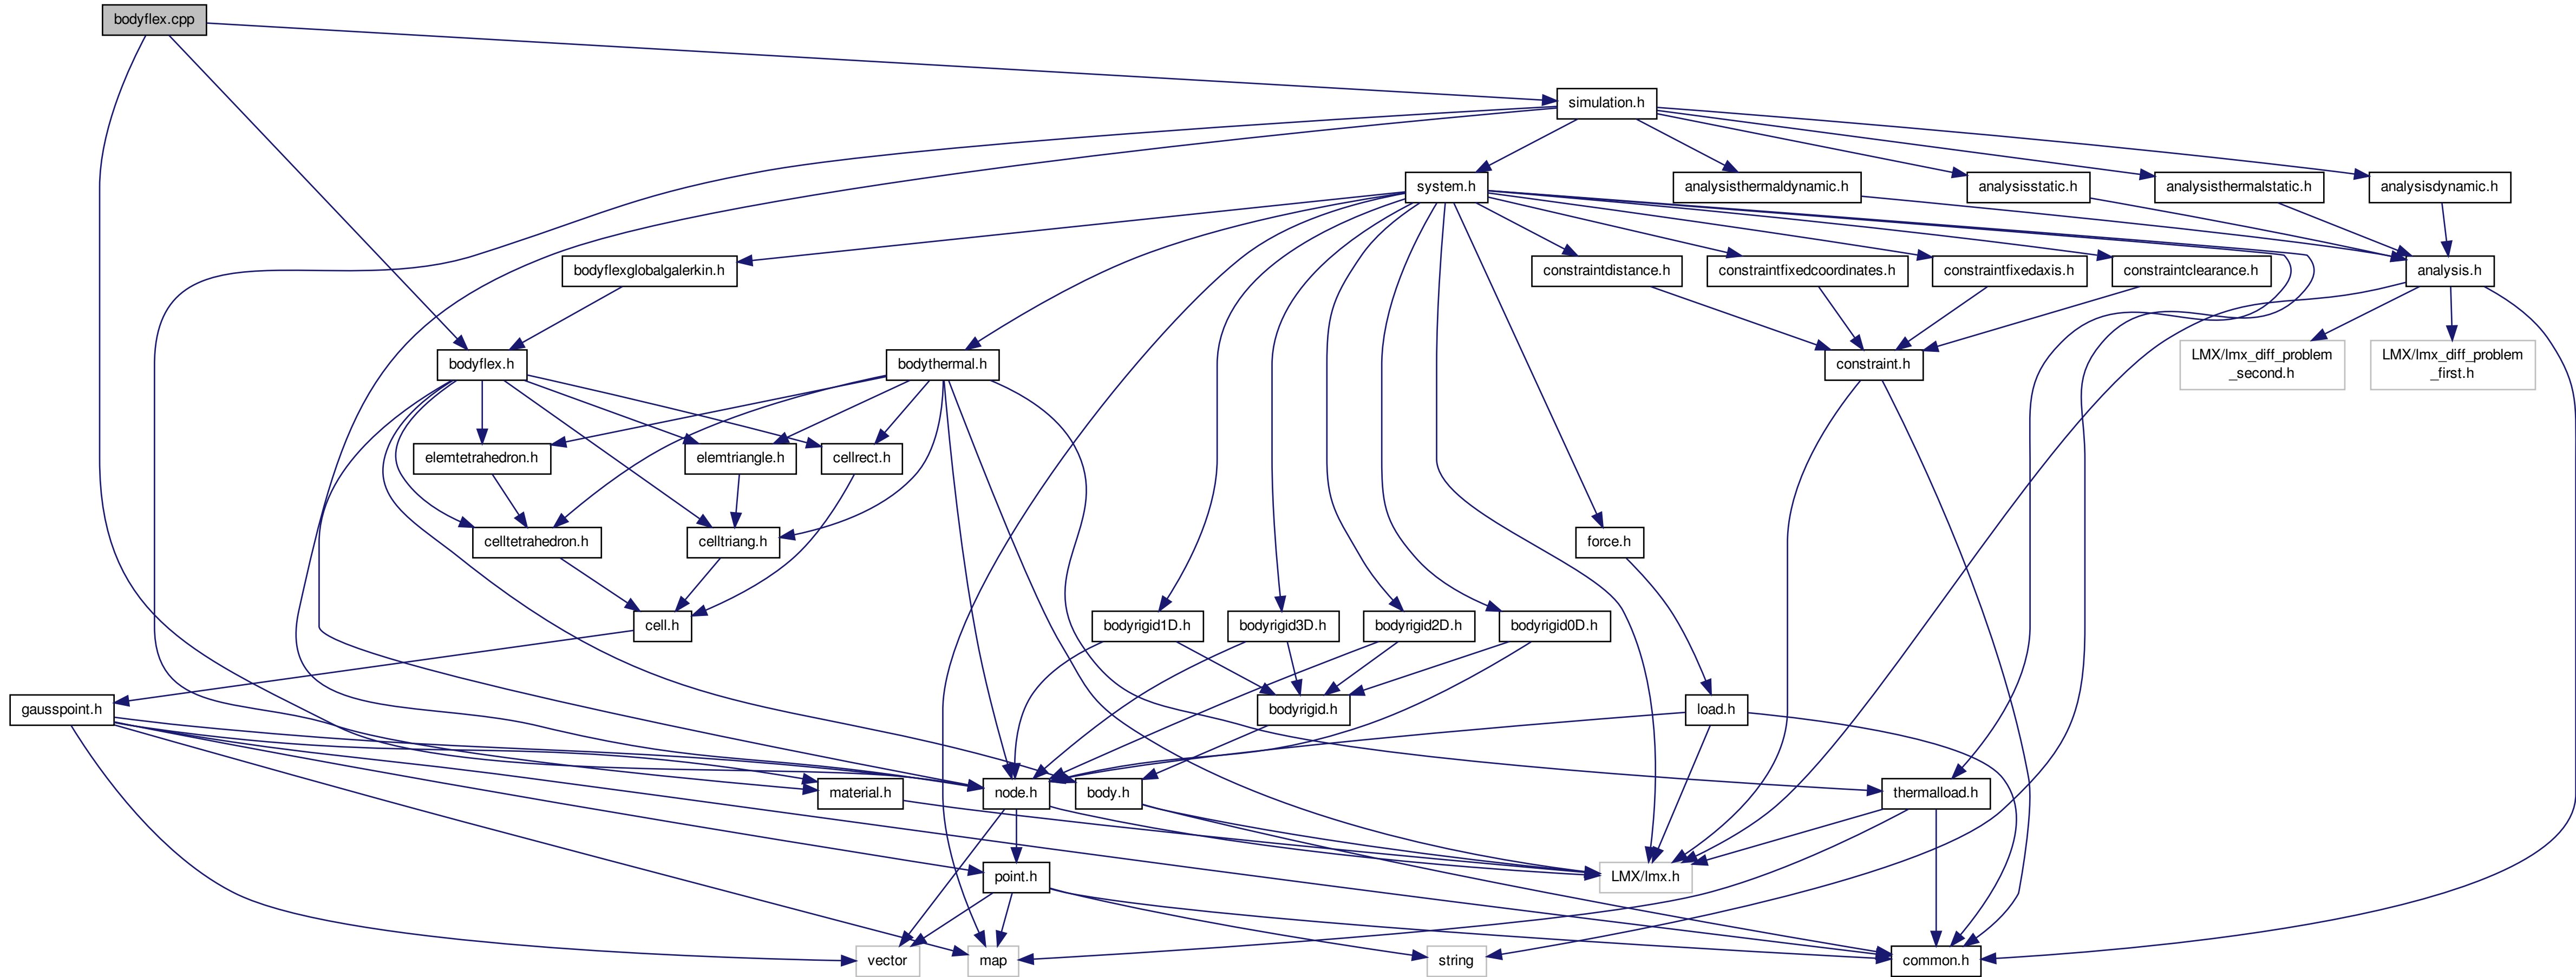 bodyflex.cpp
simulation.h
system.h
analysisthermaldynamic.h
analysisstatic.h
analysisthermalstatic.h
analysisdynamic.h
bodyflexglobalgalerkin.h
constraintdistance.h
constraintfixedcoordinates.h
constraintfixedaxis.h
constraintclearance.h
analysis.h
bodyflex.h
bodythermal.h
constraint.h
LMX/lmx_diff_problem
_second.h
LMX/lmx_diff_problem
_first.h
elemtetrahedron.h
elemtriangle.h
cellrect.h
celltetrahedron.h
celltriang.h
force.h
cell.h
bodyrigid1D.h
bodyrigid3D.h
bodyrigid2D.h
bodyrigid0D.h
gausspoint.h
bodyrigid.h
load.h
material.h
node.h
body.h
thermalload.h
point.h
LMX/lmx.h
vector
map
string
common.h